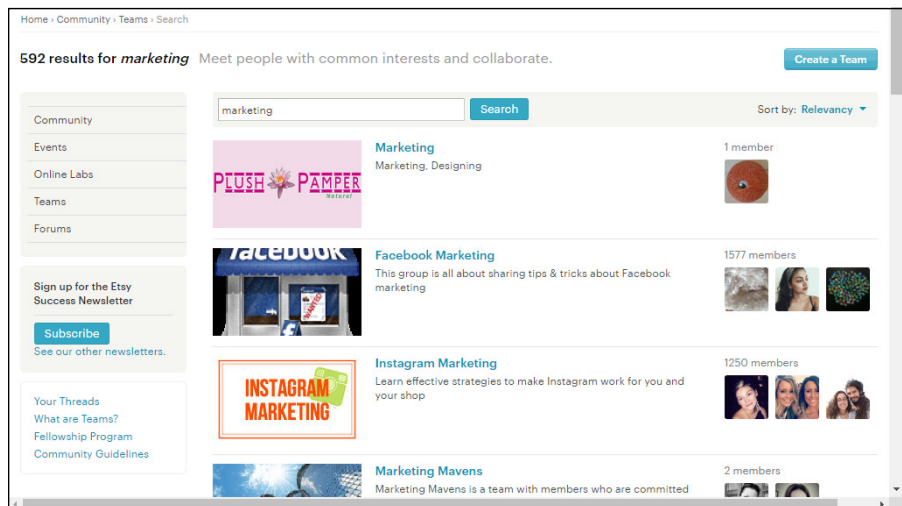 Home › Community › Teams › Search
592 results for marketing Meet people with common interests and collaborate.
Create a Team
Community
Events
Online Labs
Teams
Forums
Sign up for the Etsy
Success Newsletter
Subscribe
See our other newsletters.
Your Threads
What are Teams?
Fellowship Program
Community Guidelines
marketing
Search
Sort by: Relevancy
PLUSH PAMPER
Natural
Marketing
Marketing, Designing
1 member
facebook
WANTED
f
Facebook Marketing
This group is all about sharing tips & tricks about Facebook
marketing
1577 members
INSTAGRAM
MARKETING
Instagram Marketing
Learn effective strategies to make Instagram work for you and
your shop
1250 members
Marketing Mavens
Marketing Mavens is a team with members who are committed
2 members